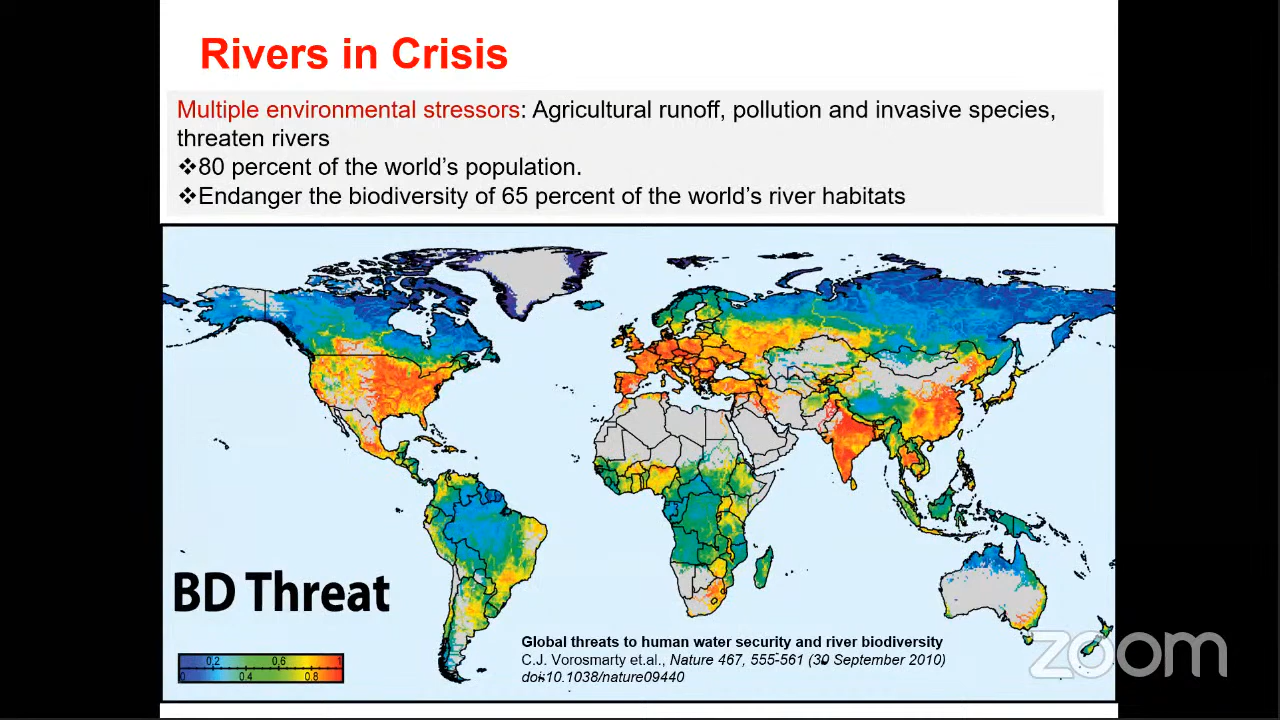 Rivers in Crisis
Multiple environmental stressors: Agricultural runoff, pollution and invasive species,
threaten rivers
❖80 percent of the world's population.
❖Endanger the biodiversity of 65 percent of the world's river habitats
BD Threat
0.2 0.6 1
0 0.4 0.8
Global threats to human water security and river biodiversity
C.J. Vorosmarty et.al., Nature 467, 555-561 (30 September 2010)
doi:10.1038/nature09440
zoom